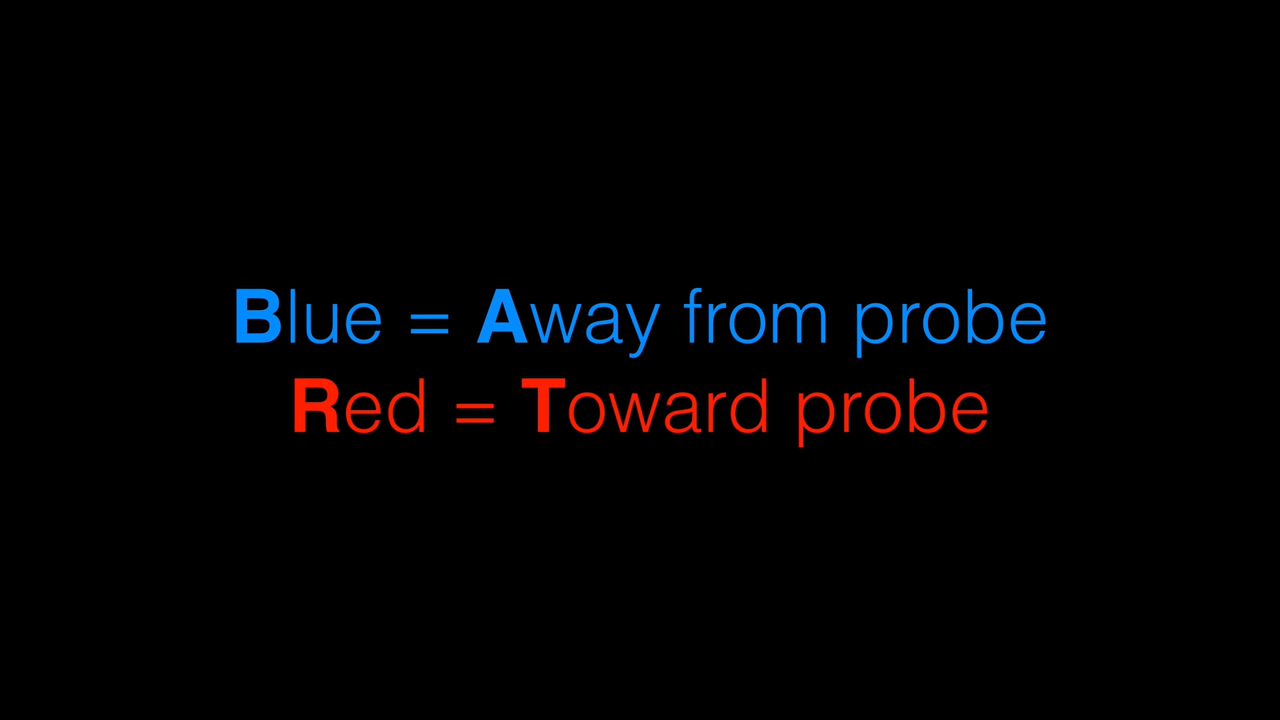 Blue = Away from probe
Red = Toward probe